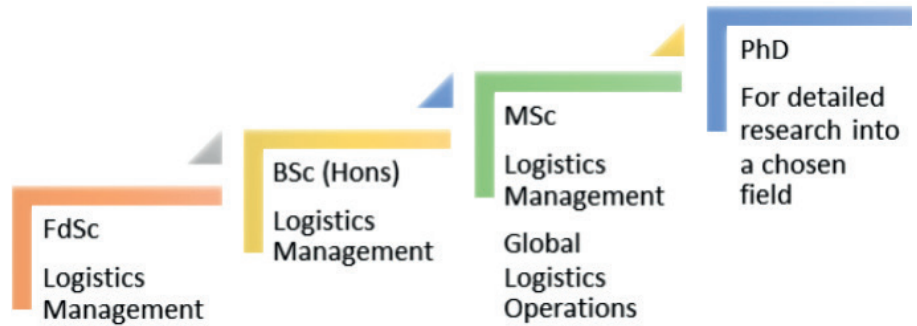 FdSc
Logistics
Management
BSc (Hons)
Logistics
Management
MSc
Logistics
Management
Global
Logistics
Operations
PhD
For detailed
research into
a chosen
field